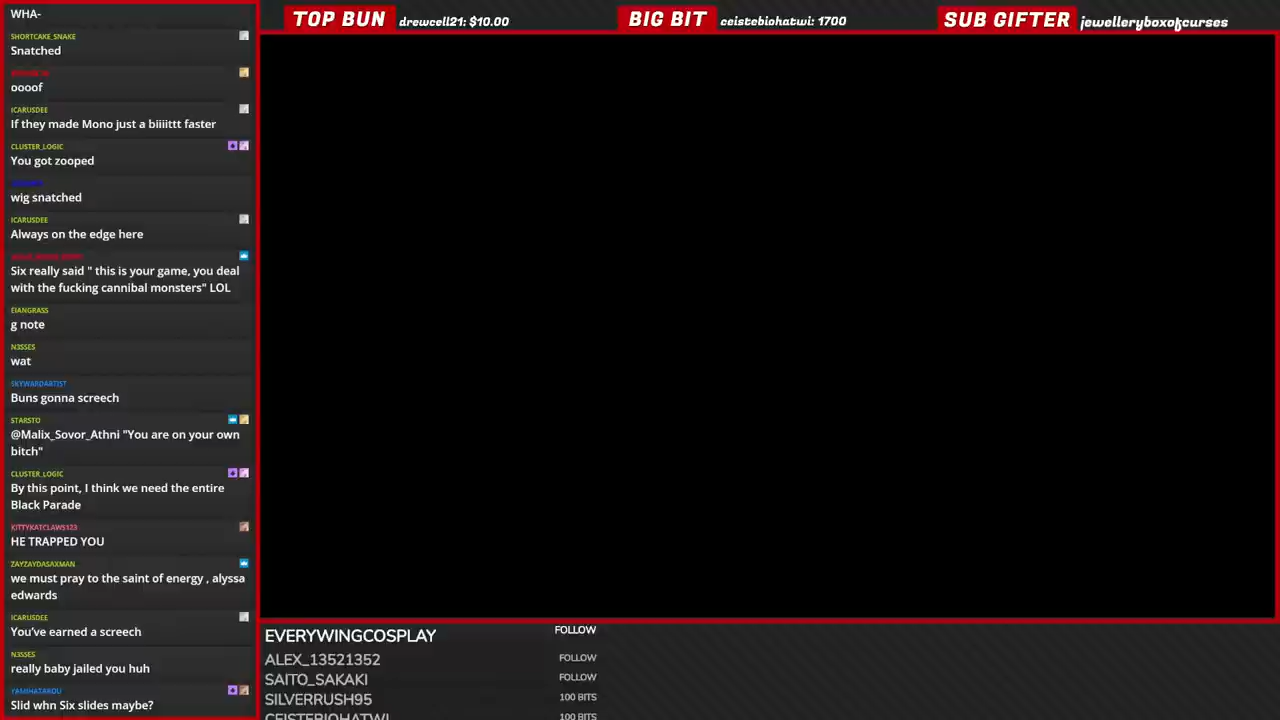 TOP BUN drewcell21: $10.00 BIG BIT ceistebiohatwi: 1700 SUB GIFTER jewelleryboxofcurses
WHA-
SHORTCAKE_SNAKE
Snatched
oooof
ICARUSDEE
If they made Mono just a biiiittt faster
CLUSTER_LOGIC
You got zooped
wig snatched
ICARUSDEE
Always on the edge here
Six really said " this is your game, you deal
with the fucking cannibal monsters" LOL
EIANGRASS
g note
N3SSES
wat
SKYWARDARTIST
Buns gonna screech
STARSTO
@Malix_Sovor_Athni "You are on your own
bitch"
CLUSTER_LOGIC
By this point, I think we need the entire
Black Parade
KITTYKATCLAWS123
HE TRAPPED YOU
ZAYZAYDASAXMAN
we must pray to the saint of energy , alyssa
edwards
ICARUSDEE
You've earned a screech
N3SSES
really baby jailed you huh
YAMIHATAROU
Slid whn Six slides maybe?
EVERYWINGCOSPLAY FOLLOW
ALEX_13521352 FOLLOW
SAITO_SAKAKI FOLLOW
SILVERRUSH95 100 BITS
CEISTEBIOHATWI 100 BITS